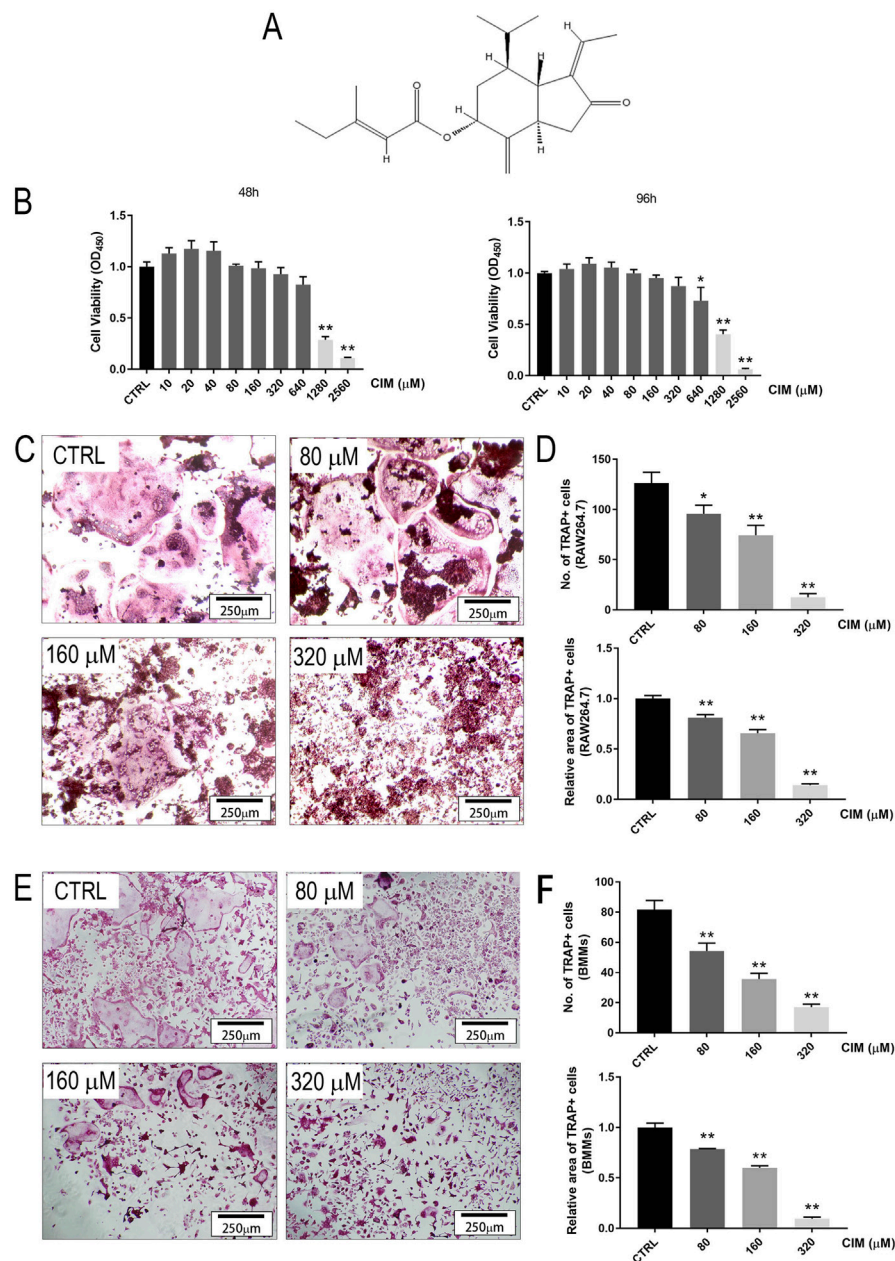 A
H
H
O
O
H
O
H
H
B
48h
96h
Cell Viability (OD450)
1.5
1.0
0.5
0.0
**
**
CTRL 10 20 40 80 160 320 640 1280 2560 CIM (μM)
Cell Viability (OD450)
1.5
1.0
0.5
0.0
*
**
**
CTRL 10 20 40 80 160 320 640 1280 2560 CIM (μM)
C
CTRL
250μm
80 μM
250μm
160 μM
250μm
320 μM
250μm
D
No. of TRAP+ cells
(RAW264.7)
150
100
50
0
*
**
**
CTRL 80 160 320 CIM (μM)
Relative area of TRAP+ cells
(RAW264.7)
1.5
1.0
0.5
0.0
**
**
**
CTRL 80 160 320 CIM (μM)
E
CTRL
250μm
80 μM
250μm
160 μM
250μm
320 μM
250μm
F
No. of TRAP+ cells
(BMMs)
100
80
60
40
20
0
**
**
**
CTRL 80 160 320 CIM (μM)
Relative area of TRAP+ cells
(BMMs)
1.5
1.0
0.5
0.0
**
**
**
CTRL 80 160 320 CIM (μM)